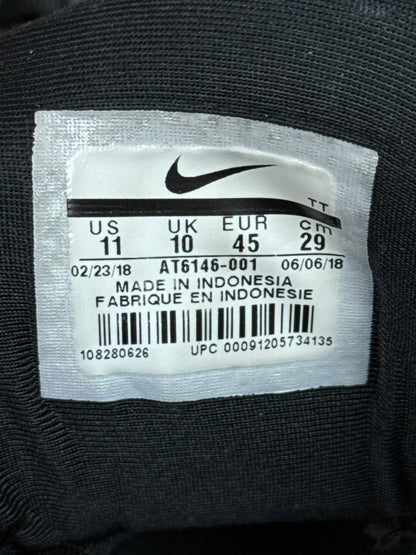 TT
US UK EUR cm
11 10 45 29
02/23/18 AT6146-001 06/06/18
MADE IN INDONESIA
FABRIQUE EN INDONESIE
108280626 UPC 00091205734135